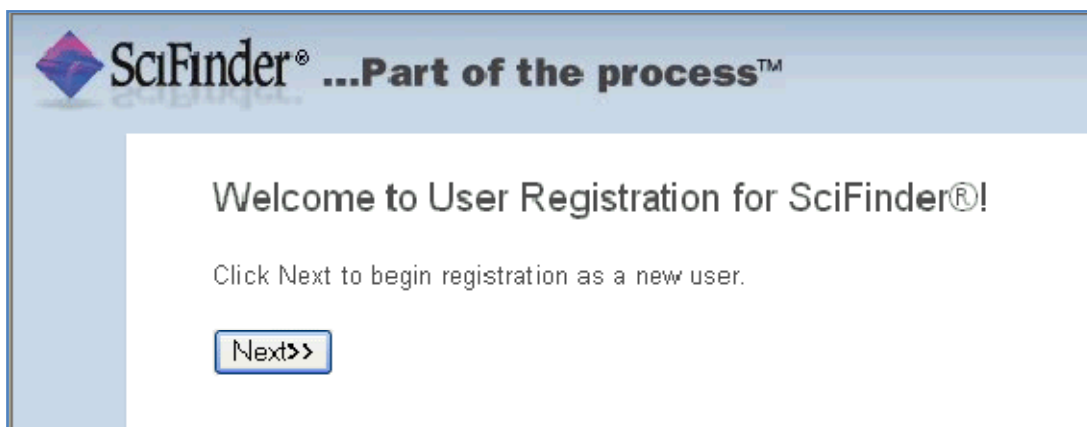 SciFinder® ...Part of the process™
Welcome to User Registration for SciFinder®!
Click Next to begin registration as a new user.
Next>>